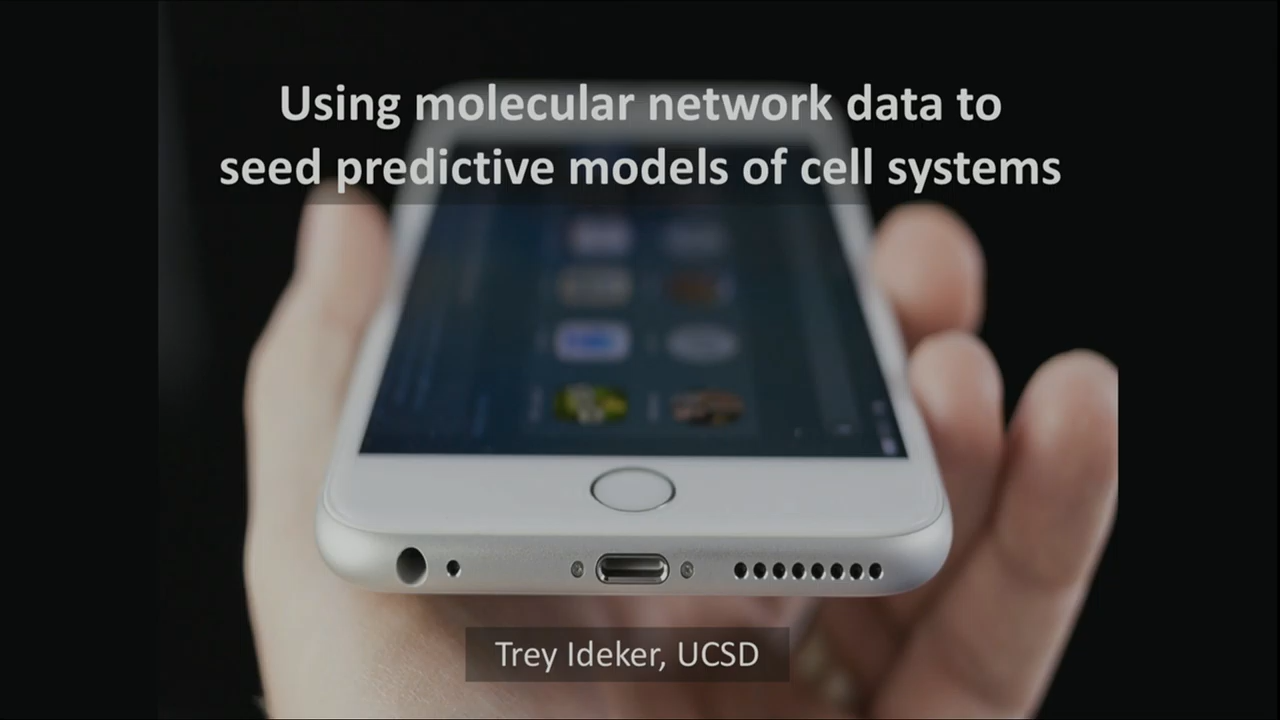 Using molecular network data to
seed predictive models of cell systems
Trey Ideker, UCSD